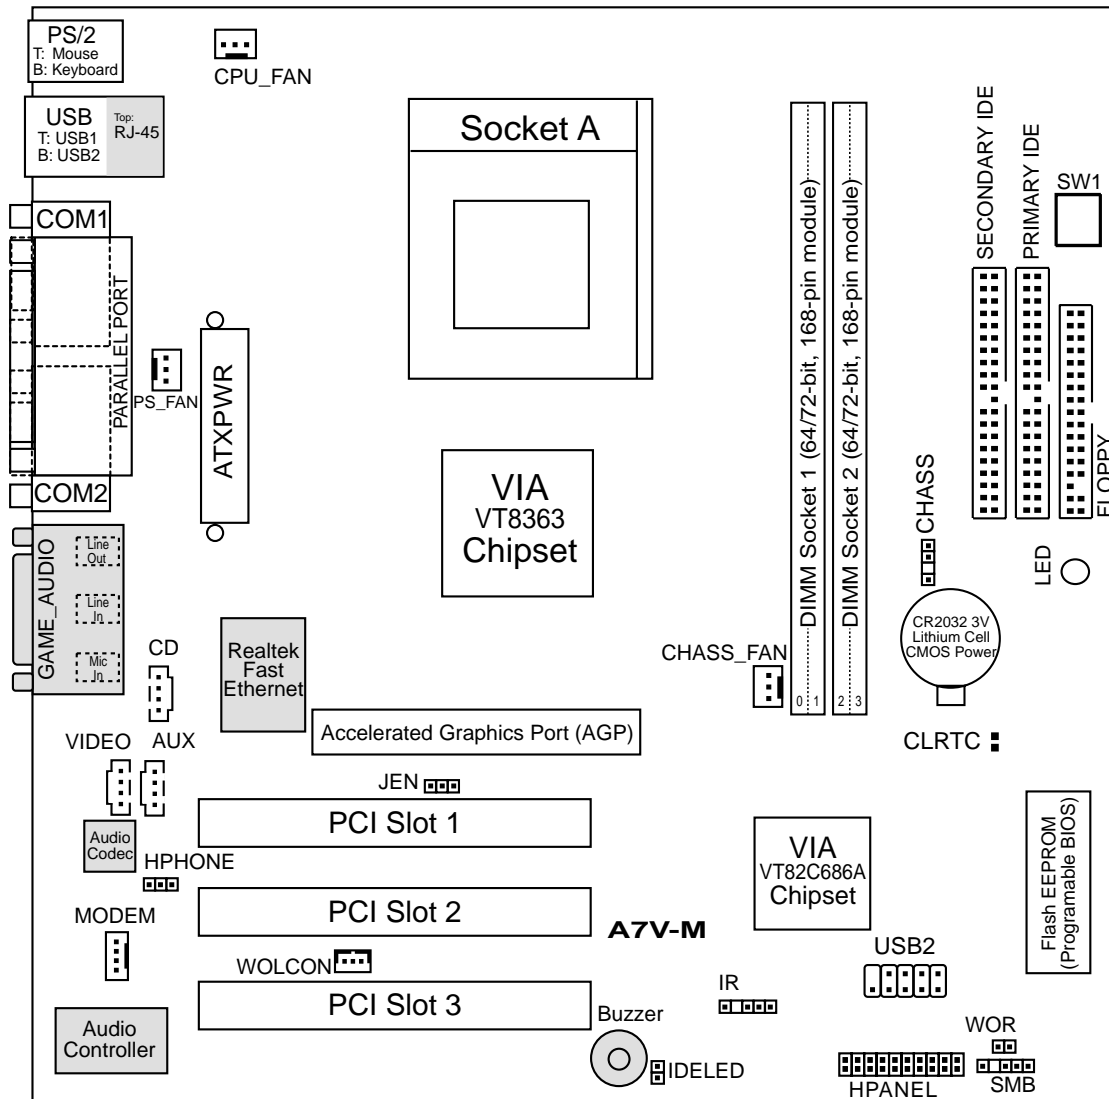 PS/2
T: Mouse
B: Keyboard
CPU_FAN
USB
T: USB1
B: USB2
Top:
RJ-45
COM1
PARALLEL PORT
COM2
PS_FAN
ATXPWR
Socket A
VIA
VT8363
Chipset
DIMM Socket 1 (64/72-bit, 168-pin module)
DIMM Socket 2 (64/72-bit, 168-pin module)
0 1
2 3
SECONDARY IDE
PRIMARY IDE
SW1
FLOPPY
CHASS
LED
CR2032 3V
Lithium Cell
CMOS Power
CHASS_FAN
CLRTC
GAME_AUDIO
Line
Out
Line
In
Mic
In
CD
Realtek
Fast
Ethernet
Accelerated Graphics Port (AGP)
VIDEO
AUX
JEN
PCI Slot 1
Audio
Codec
HPHONE
PCI Slot 2
MODEM
WOLCON
PCI Slot 3
Audio
Controller
A7V-M
VIA
VT82C686A
Chipset
Flash EEPROM
(Programable BIOS)
USB2
IR
Buzzer
IDELED
HPANEL
WOR
SMB